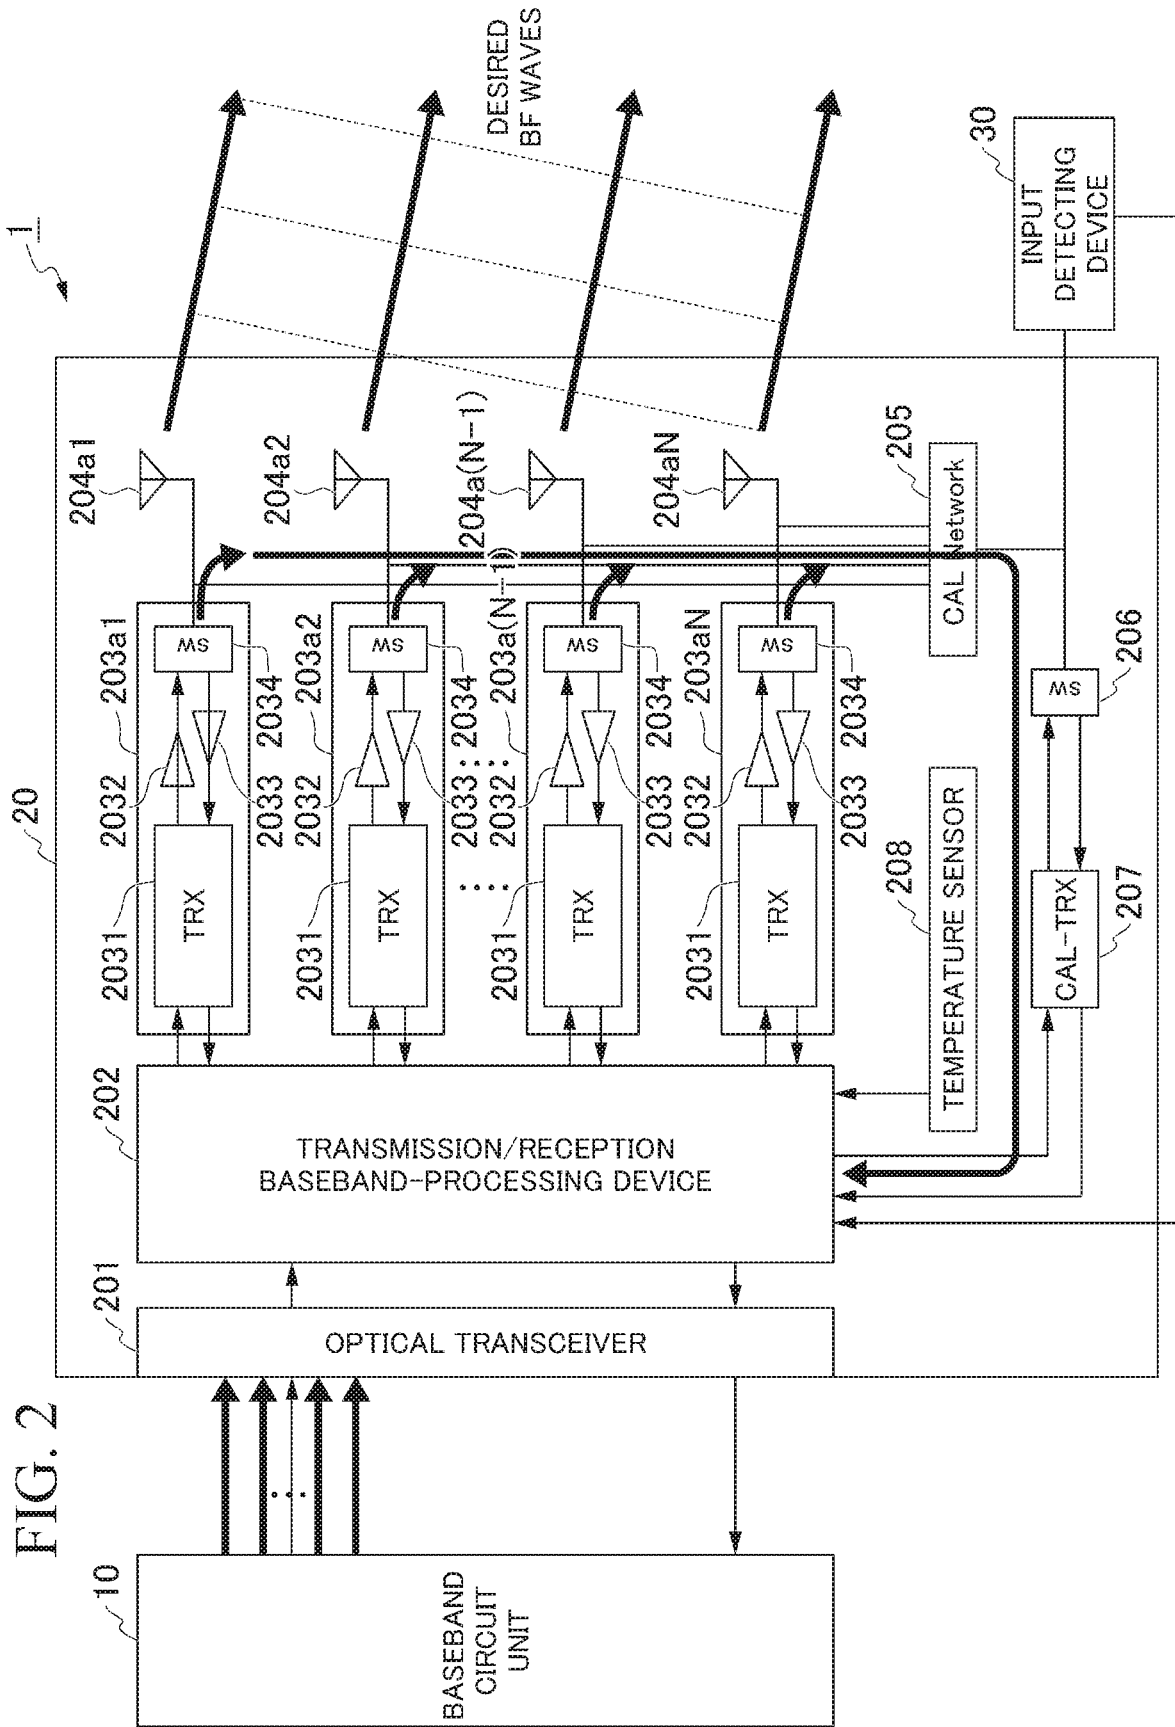 FIG. 2
1
10
BASEBAND
CIRCUIT
UNIT
20
201
OPTICAL TRANSCEIVER
202
TRANSMISSION/RECEPTION
BASEBAND-PROCESSING DEVICE
203a1
2031
TRX
2032
2033
SW
2034
204a1
203a2
2031
TRX
2032
2033
SW
2034
204a2
....
....
203a(N-1)
2031
TRX
2032
2033
SW
2034
204a(N-1)
203aN
2031
TRX
2032
2033
SW
2034
204aN
DESIRED
BF WAVES
205
CAL Network
208
TEMPERATURE SENSOR
SW
206
CAL-TRX
207
30
INPUT
DETECTING
DEVICE
...